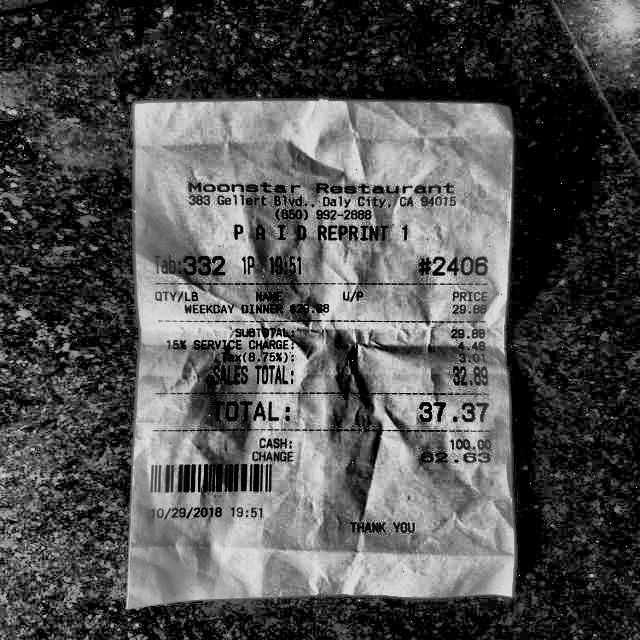 Moonstar Restaurant
383 Gellert Blvd., Daly City, CA 94015
(650) 992-2888
PAID REPRINT 1
Tab:332 1P 19:51 #2406
QTY/LB NAME U/P PRICE
WEEKDAY DINNER $29.88 29.88
SUBTOTAL: 29.88
15% SERVICE CHARGE: 4.48
Tax(8.75%):
SALES TOTAL: 32.89
TOTAL: 37.37
CASH: 100.00
CHANGE 62.63
10/29/2018 19:51
THANK YOU